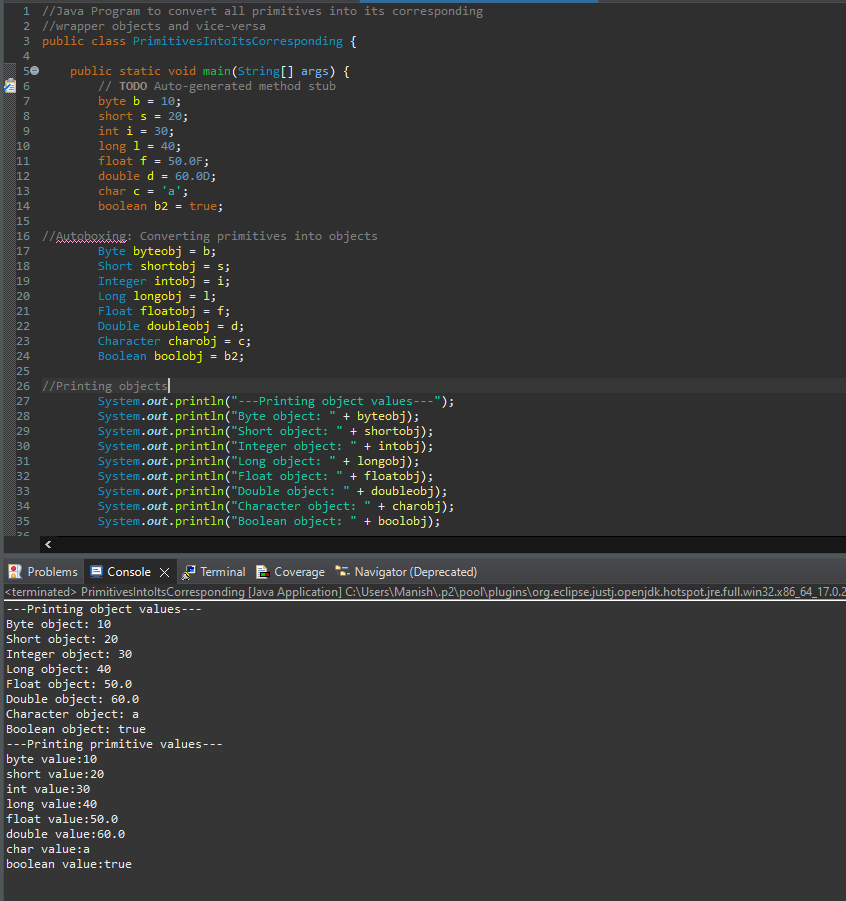 1 //Java Program to convert all primitives into its corresponding
2 //wrapper objects and vice-versa
3 public class PrimitivesIntoItsCorresponding {
4
5 public static void main(String[] args) {
6 // TODO Auto-generated method stub
7 byte b = 10;
8 short s = 20;
9 int i = 30;
10 long l = 40;
11 float f = 50.0F;
12 double d = 60.0D;
13 char c = 'a';
14 boolean b2 = true;
15
16 //Autoboxing: Converting primitives into objects
17 Byte byteobj = b;
18 Short shortobj = s;
19 Integer intobj = i;
20 Long longobj = l;
21 Float floatobj = f;
22 Double doubleobj = d;
23 Character charobj = c;
24 Boolean boolobj = b2;
25
26 //Printing objects
27 System.out.println("---Printing object values---");
28 System.out.println("Byte object: " + byteobj);
29 System.out.println("Short object: " + shortobj);
30 System.out.println("Integer object: " + intobj);
31 System.out.println("Long object: " + longobj);
32 System.out.println("Float object: " + floatobj);
33 System.out.println("Double object: " + doubleobj);
34 System.out.println("Character object: " + charobj);
35 System.out.println("Boolean object: " + boolobj);
36
Problems Console Terminal Coverage Navigator (Deprecated)
<terminated> PrimitivesIntoItsCorresponding [Java Application] C:\Users\Manish\.p2\pool\plugins\org.eclipse.justj.openjdk.hotspot.jre.full.win32.x86_64_17.0.2
---Printing object values---
Byte object: 10
Short object: 20
Integer object: 30
Long object: 40
Float object: 50.0
Double object: 60.0
Character object: a
Boolean object: true
---Printing primitive values---
byte value:10
short value:20
int value:30
long value:40
float value:50.0
double value:60.0
char value:a
boolean value:true